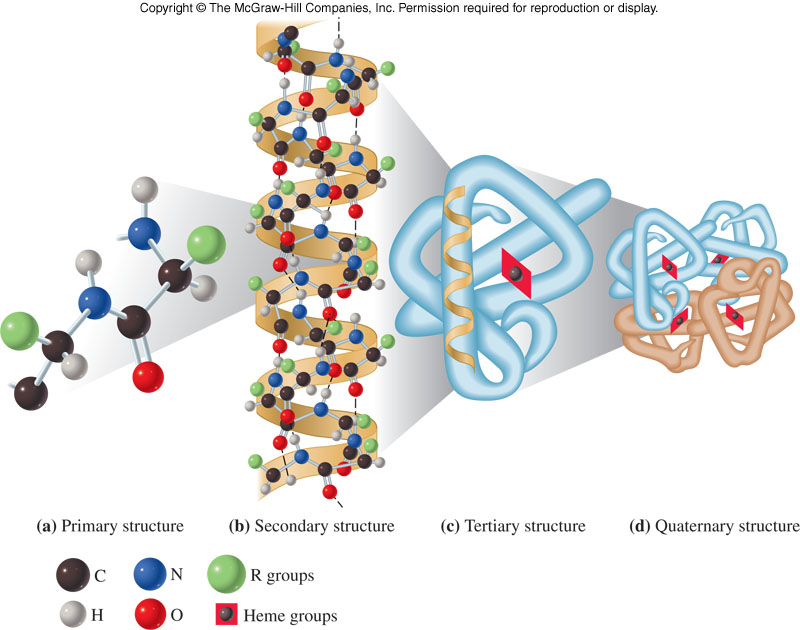 Copyright © The McGraw-Hill Companies, Inc. Permission required for reproduction or display.
(a) Primary structure
(b) Secondary structure
(c) Tertiary structure
(d) Quaternary structure
C
N
R groups
H
O
Heme groups